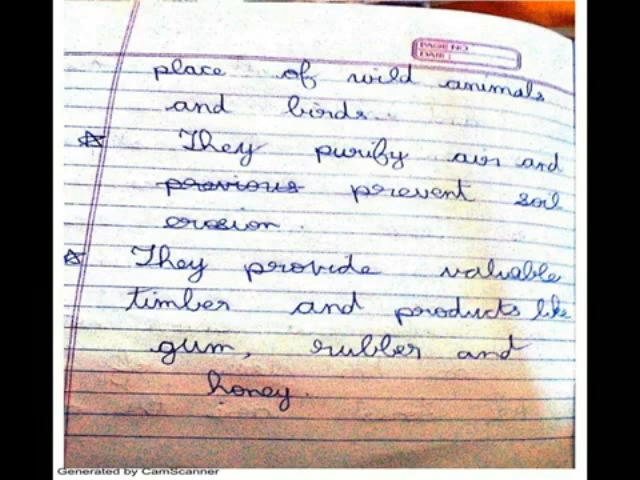 PAGE NO.
DATE:
place of wild animals
and birds.
☆ They purify air and
previous prevent soil
erosion.
☆ They provide valuable
timber and products like
gum, rubber and
honey.
Generated by CamScanner